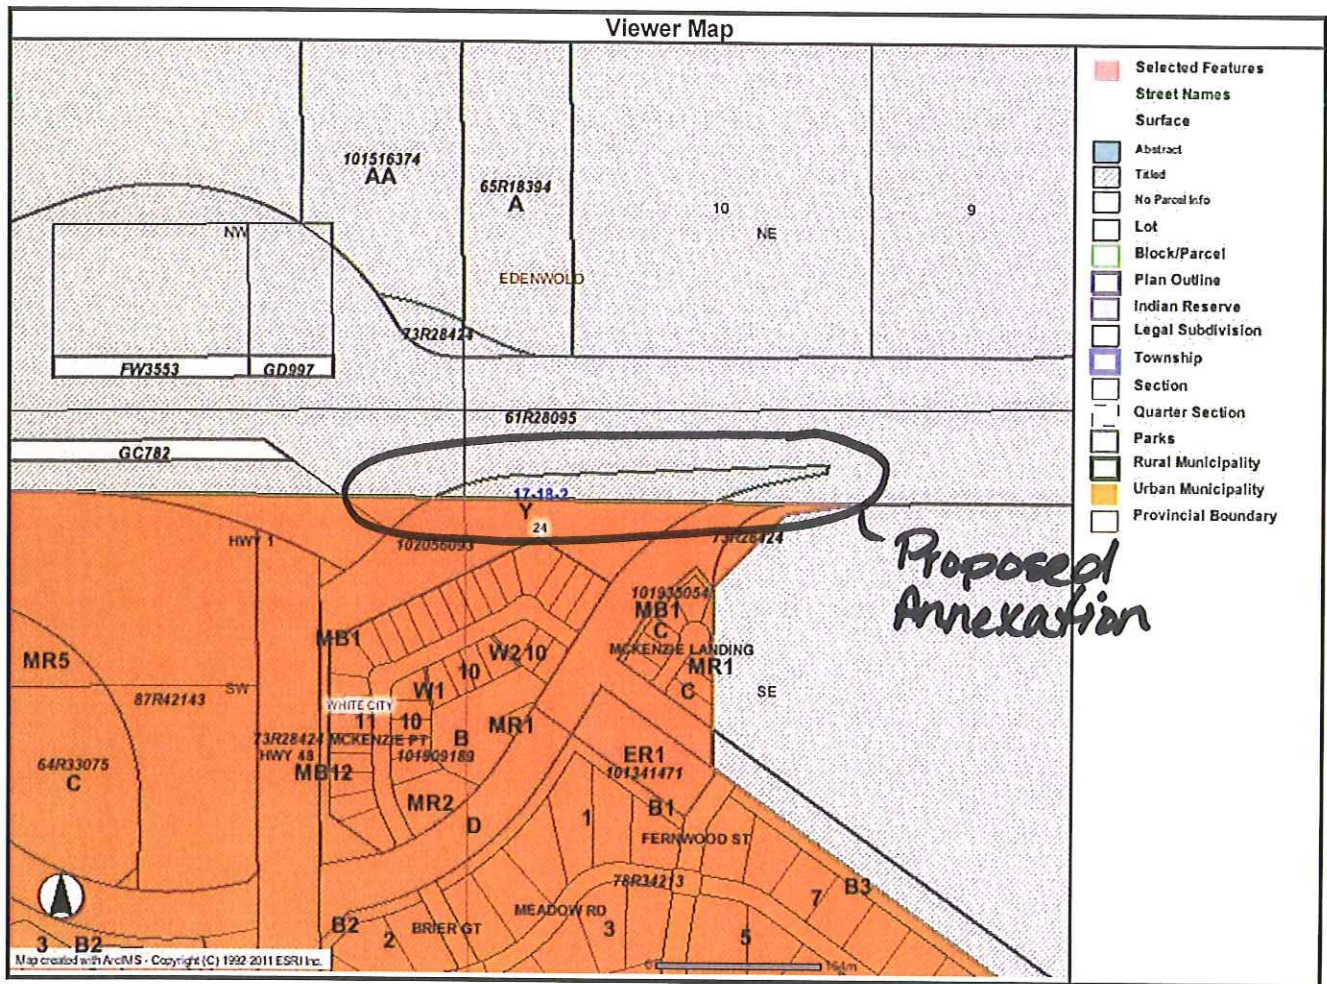 Viewer Map
Selected Features
Street Names
Surface
Abstract
Titled
No Parcel Info
Lot
Block/Parcel
Plan Outline
Indian Reserve
Legal Subdivision
Township
Section
Quarter Section
Parks
Rural Municipality
Urban Municipality
Provincial Boundary
101516374
AA
65R18394
A
10
9
NW
NE
EDENWOLD
73R28424
FW3553
GD997
61R28095
GC782
17-18-2
Y
24
HWY 1
102056093
73R28424
Proposed
Annexation
101935054
MB1
MB1
C
MCKENZIE LANDING
MR5
W2 10
MR1
10
C
SW
87R42143
W1
SE
WHITE CITY
11
10
MR1
B
73R28424
MCKENZIE PT
HWY 48
101909189
ER1
101341471
64R33075
C
MB12
MR2
B1
D
1
FERNWOOD ST
78R34213
7
B3
MEADOW RD
B2
BRIER GT
2
3
5
3
B2
Map created with ArcIMS - Copyright (C) 1992-2011 ESRI Inc.